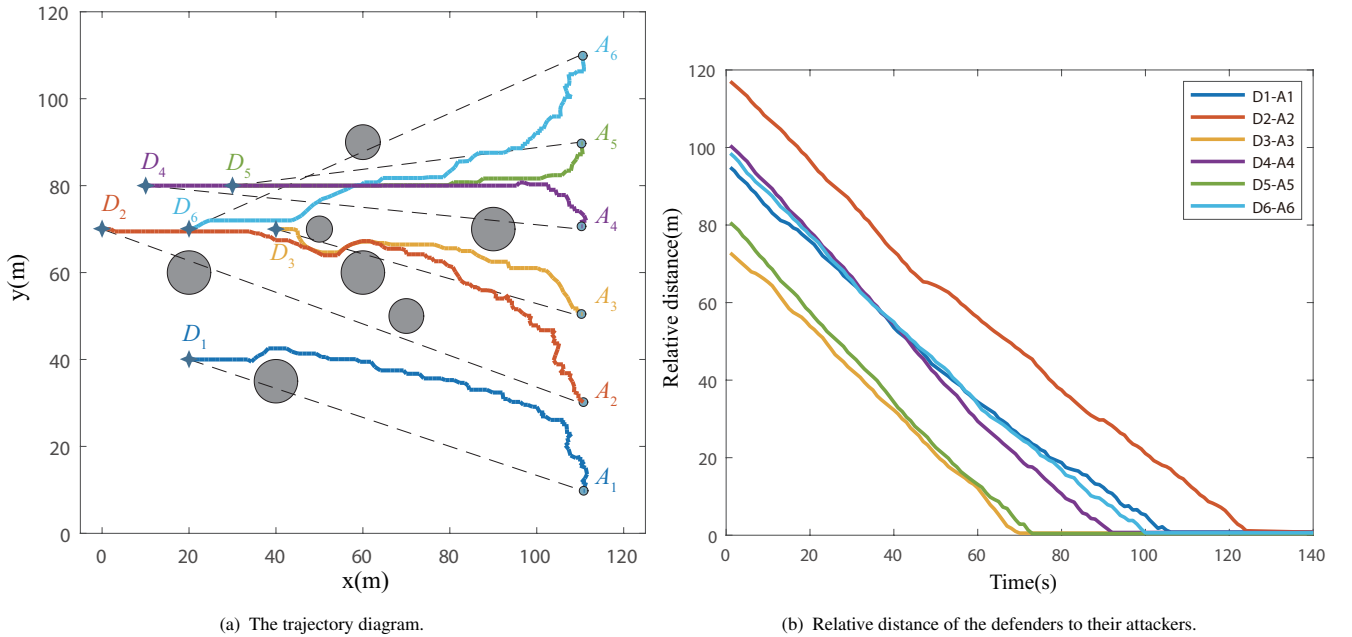 120
100
80
60
40
20
0
0
20
40
60
80
100
120
y(m)
x(m)
A6
A5
A4
A3
A2
A1
D4
D5
D2
D6
D3
D1
(a) The trajectory diagram.
120
100
80
60
40
20
0
0
20
40
60
80
100
120
140
Relative distance(m)
Time(s)
D1-A1
D2-A2
D3-A3
D4-A4
D5-A5
D6-A6
(b) Relative distance of the defenders to their attackers.